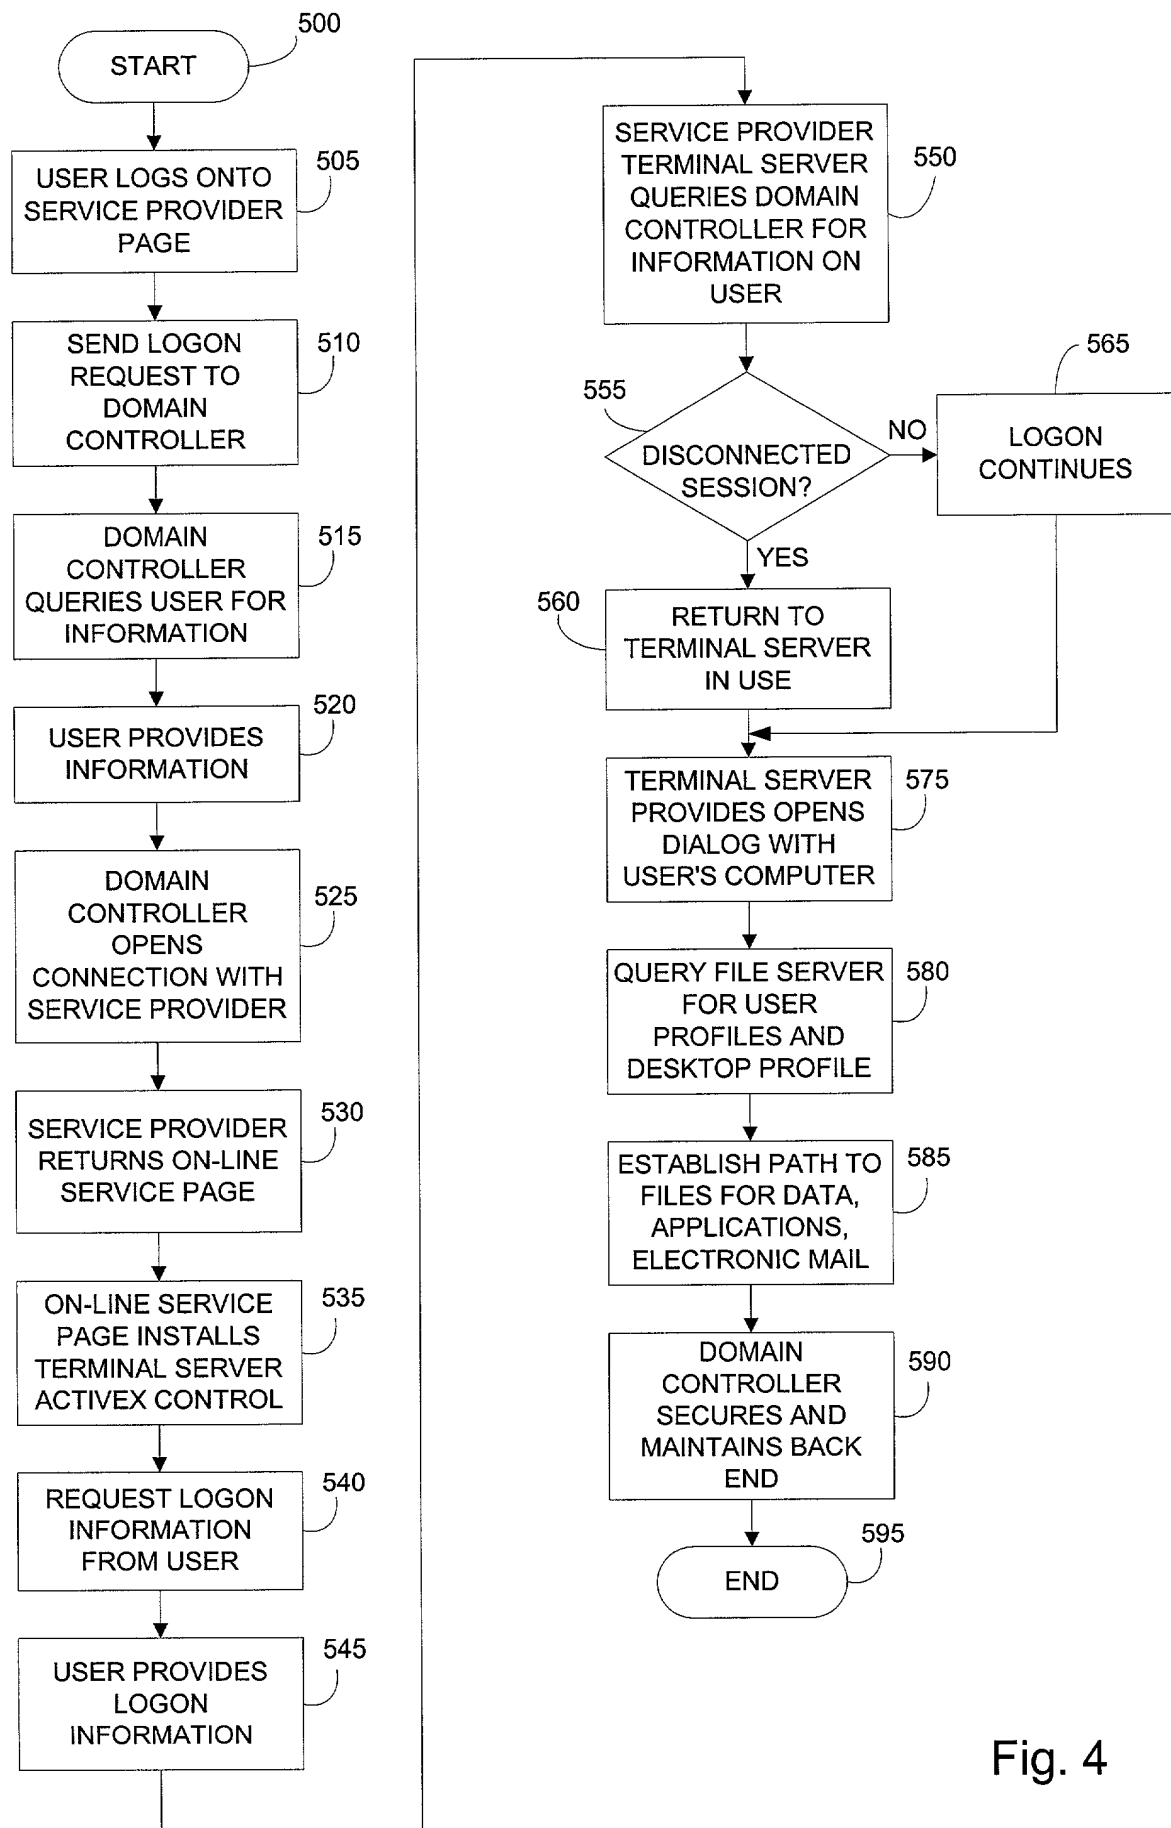 START
500
USER LOGS ONTO
SERVICE PROVIDER
PAGE
505
SEND LOGON
REQUEST TO
DOMAIN
CONTROLLER
510
DOMAIN
CONTROLLER
QUERIES USER FOR
INFORMATION
515
USER PROVIDES
INFORMATION
520
DOMAIN
CONTROLLER
OPENS
CONNECTION WITH
SERVICE PROVIDER
525
SERVICE PROVIDER
RETURNS ON-LINE
SERVICE PAGE
530
ON-LINE SERVICE
PAGE INSTALLS
TERMINAL SERVER
ACTIVEX CONTROL
535
REQUEST LOGON
INFORMATION
FROM USER
540
USER PROVIDES
LOGON
INFORMATION
545
SERVICE PROVIDER
TERMINAL SERVER
QUERIES DOMAIN
CONTROLLER FOR
INFORMATION ON
USER
550
555
DISCONNECTED
SESSION?
NO
565
LOGON
CONTINUES
YES
560
RETURN TO
TERMINAL SERVER
IN USE
TERMINAL SERVER
PROVIDES OPENS
DIALOG WITH
USER'S COMPUTER
575
QUERY FILE SERVER
FOR USER
PROFILES AND
DESKTOP PROFILE
580
ESTABLISH PATH TO
FILES FOR DATA,
APPLICATIONS,
ELECTRONIC MAIL
585
DOMAIN
CONTROLLER
SECURES AND
MAINTAINS BACK
END
590
END
595
Fig. 4